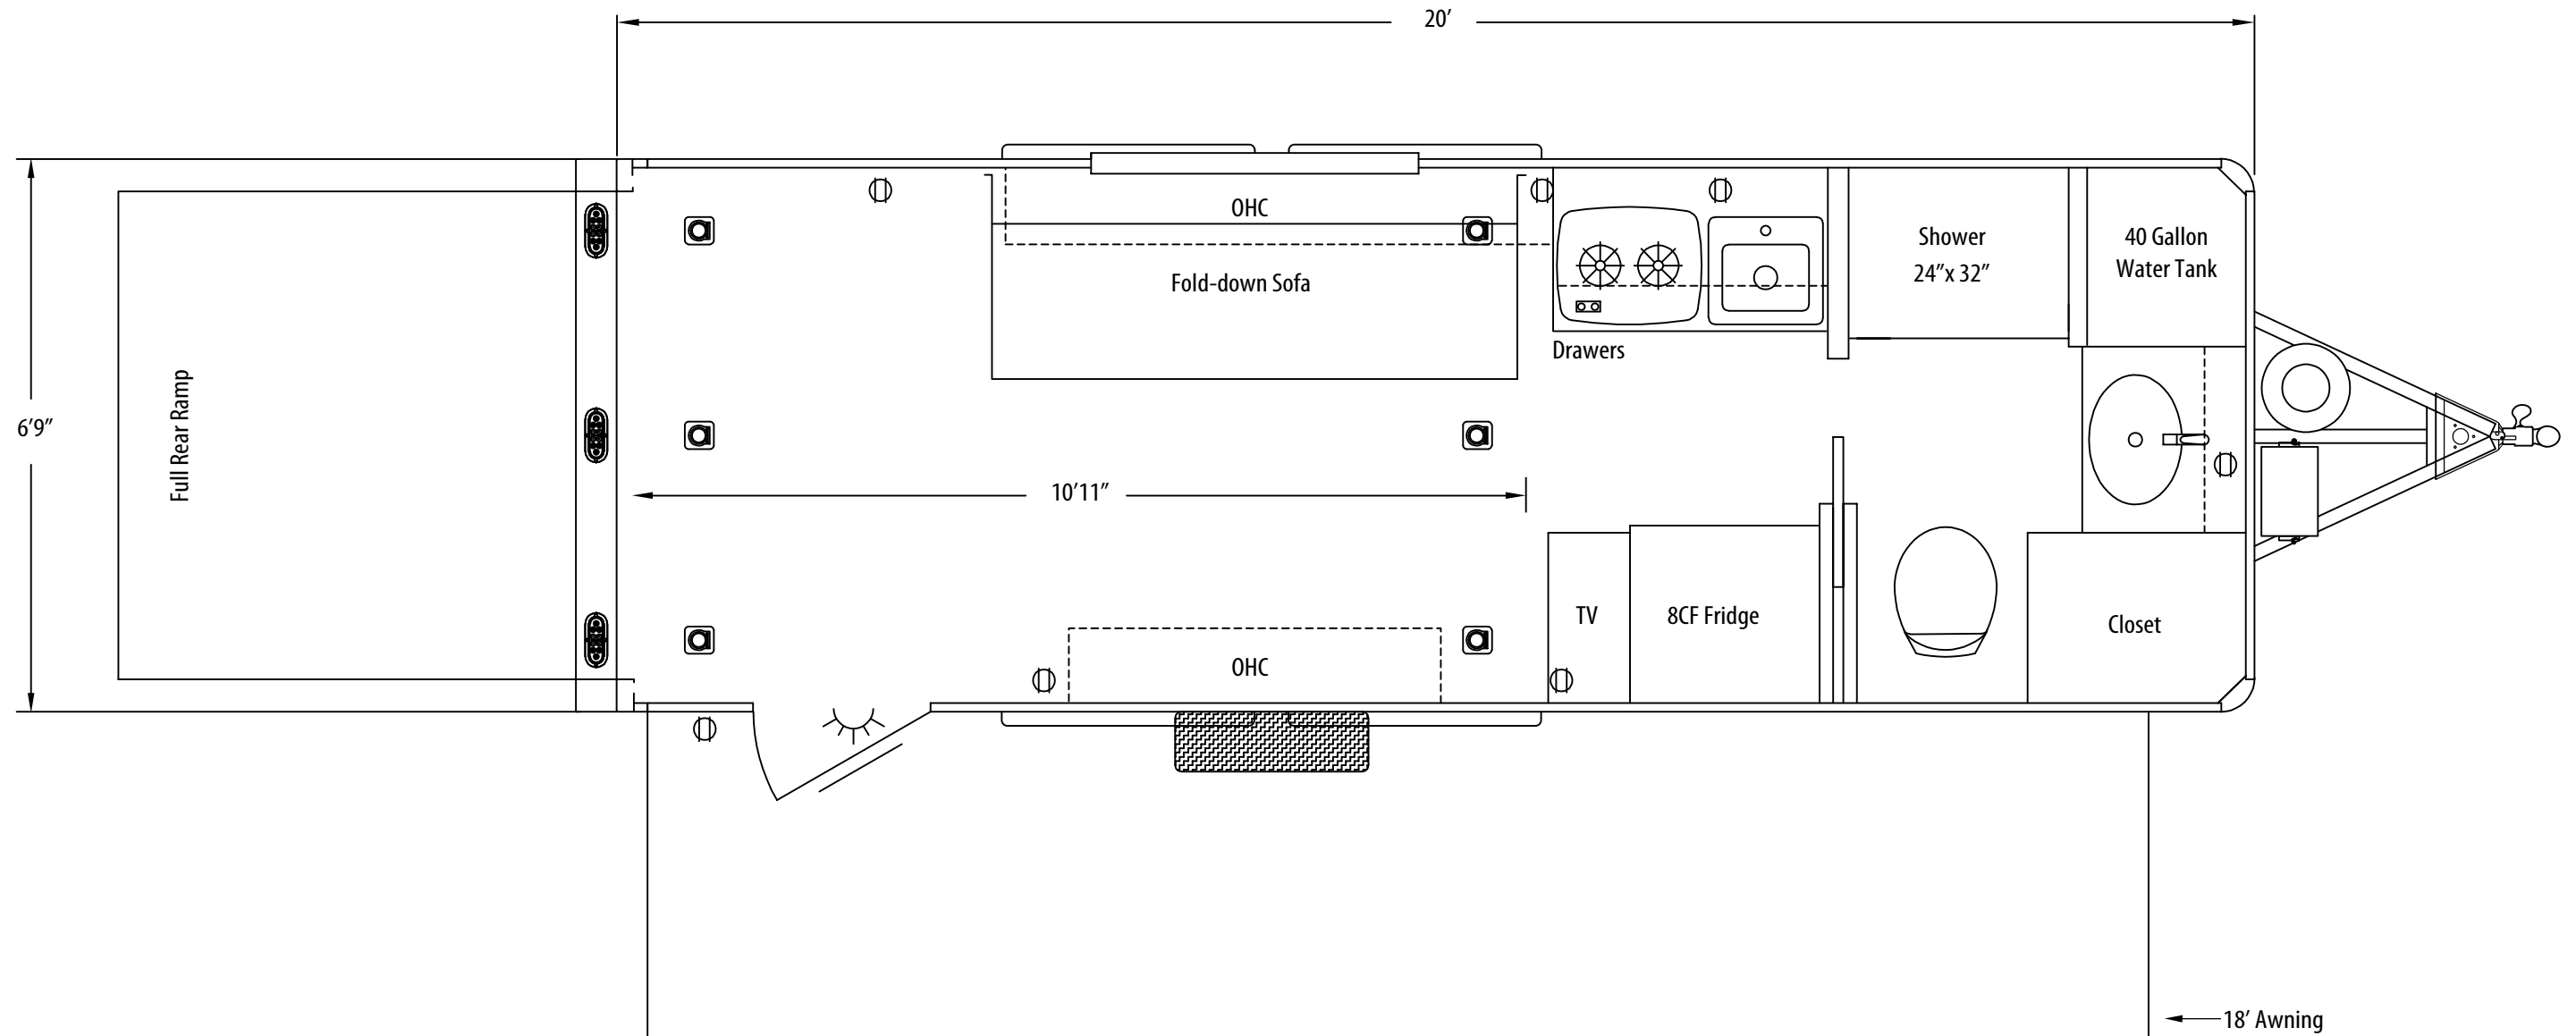 20’
OHC
Shower
24”x 32”
40 Gallon
Water Tank
Fold-down Sofa
Drawers
Full Rear Ramp
6’9”
10’11”
TV
8CF Fridge
Closet
OHC
18’ Awning